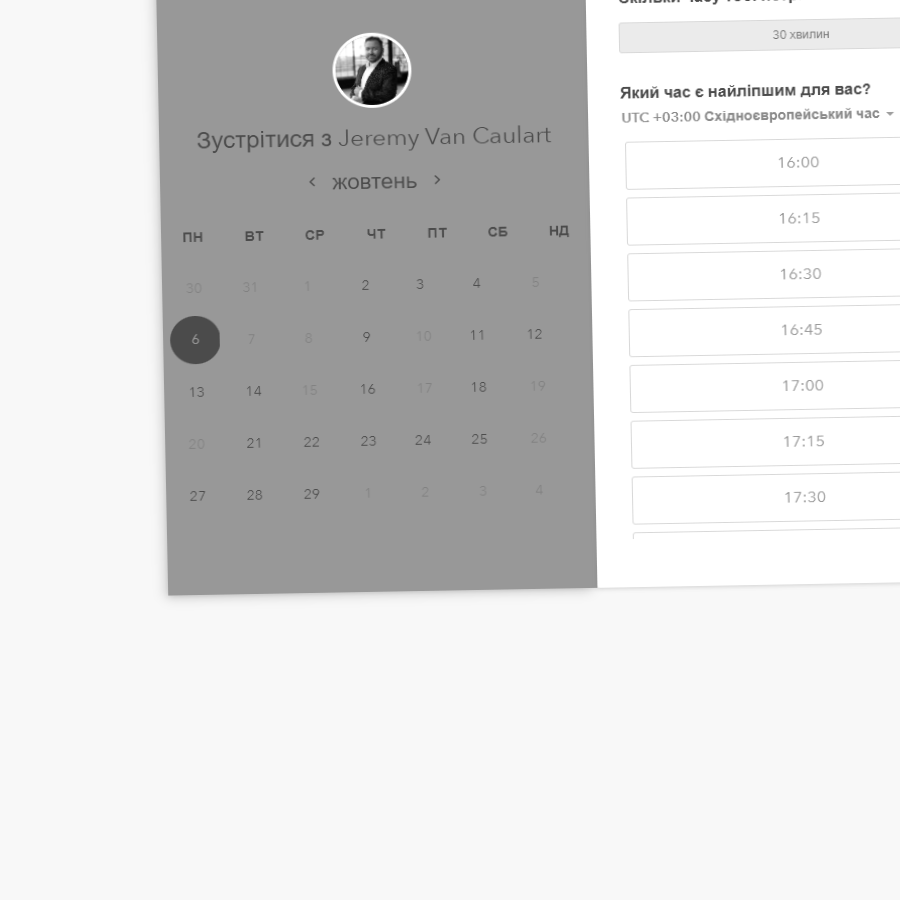 30 хвилин
Який час є найліпшим для вас?
UTC +03:00 Східноєвропейський час
16:00
16:15
16:30
16:45
17:00
17:15
17:30
Зустрітися з Jeremy Van Caulart
жовтень
ПН ВТ СР ЧТ ПТ СБ НД
30 31 1 2 3 4 5
6 7 8 9 10 11 12
13 14 15 16 17 18 19
20 21 22 23 24 25 26
27 28 29 1 2 3 4